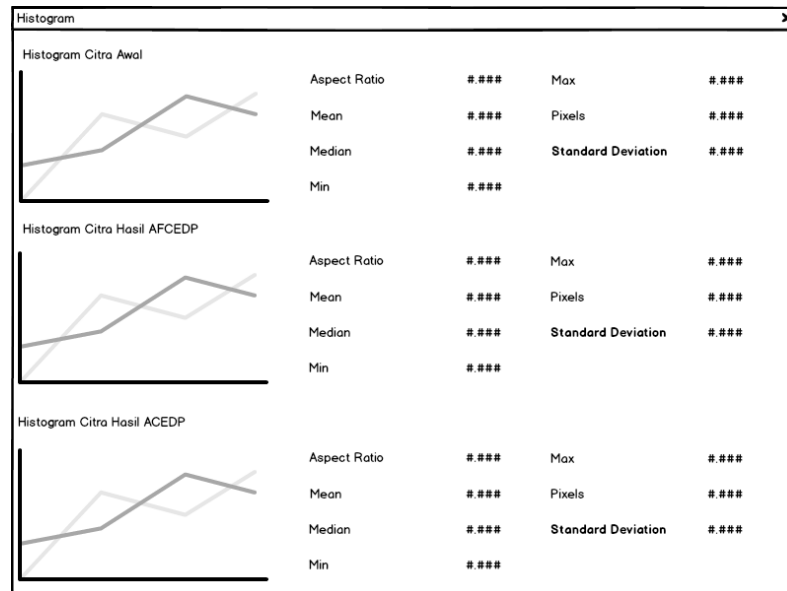 Histogram X
Histogram Citra Awal
Aspect Ratio #.### Max #.###
Mean #.### Pixels #.###
Median #.### Standard Deviation #.###
Min #.###
Histogram Citra Hasil AFCEDP
Aspect Ratio #.### Max #.###
Mean #.### Pixels #.###
Median #.### Standard Deviation #.###
Min #.###
Histogram Citra Hasil ACEDP
Aspect Ratio #.### Max #.###
Mean #.### Pixels #.###
Median #.### Standard Deviation #.###
Min #.###